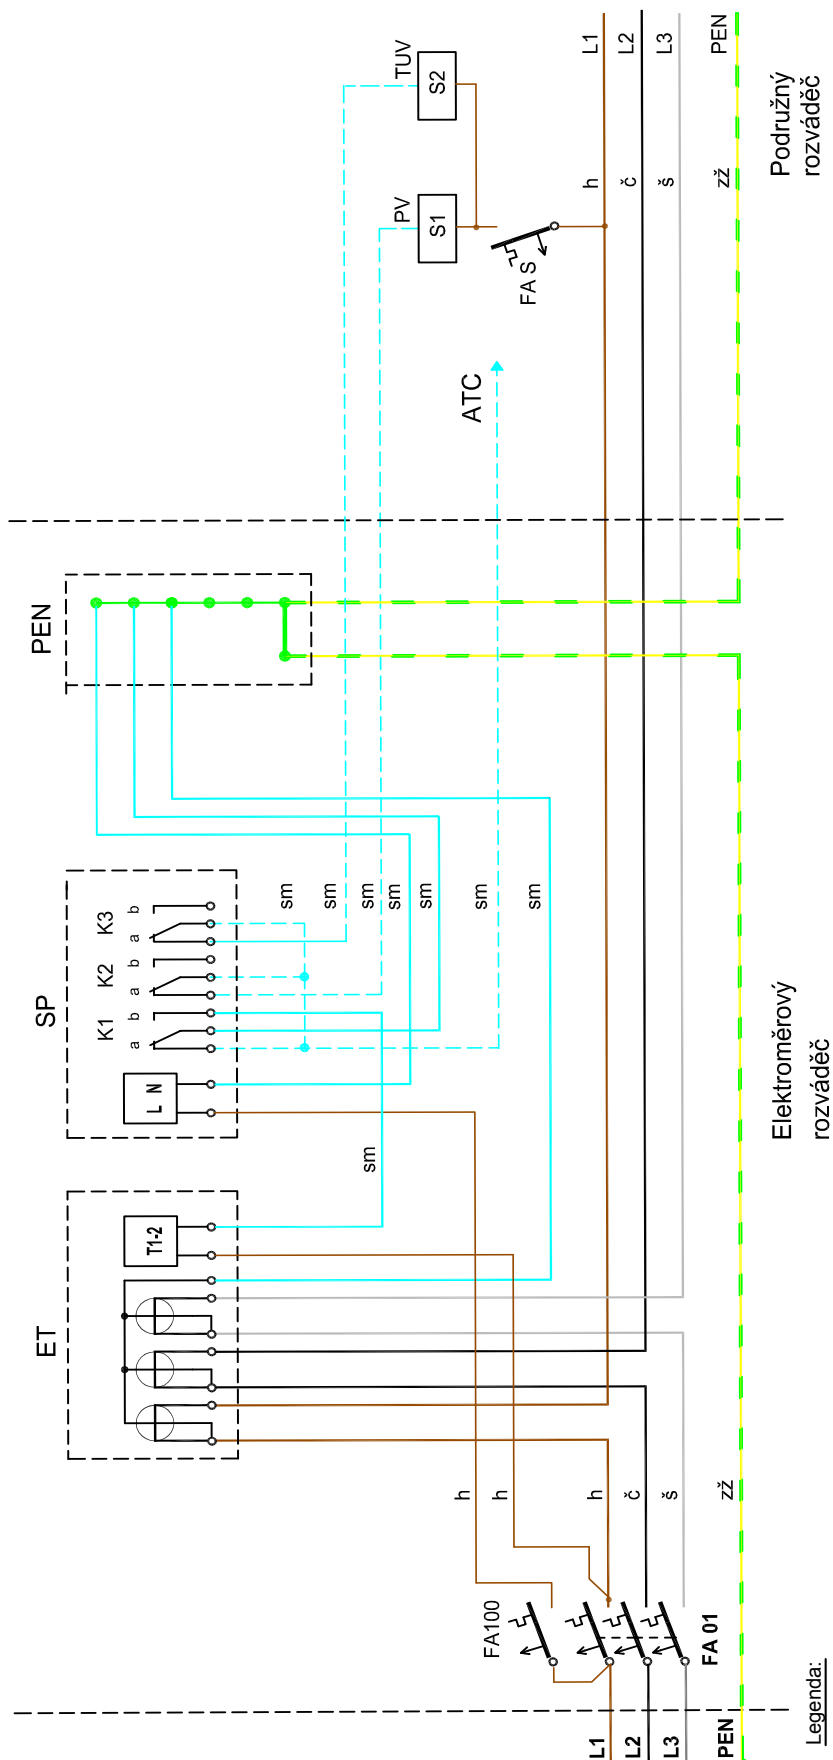 ET
SP
PEN
T1-2
L N
K1
K2
K3
a
b
a
b
a
b
sm
sm
sm
sm
sm
sm
sm
sm
TUV
S2
PV
S1
FA S
ATC
FA100
h
h
h
č
š
zž
h
č
š
zž
L1
L2
L3
PEN
L1
L2
L3
PEN
FA 01
Elektroměrový
rozváděč
Podružný
rozváděč
Legenda: